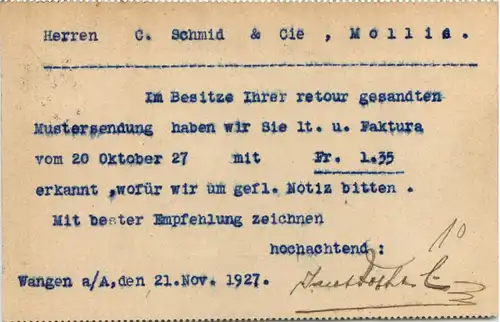 Herren C. Schmid & Cie , Mollis.
Im Besitze Ihrer retour gesandten
Mustersendung haben wir Sie lt. u. Faktura
vom 20 Oktober 27 mit Fr. 1.35
erkannt ,wofür wir um gefl. Notiz bitten .
Mit bester Empfehlung zeichnen
hochachtend :
10
Wangen a/A,den 21.Nov. 1927.